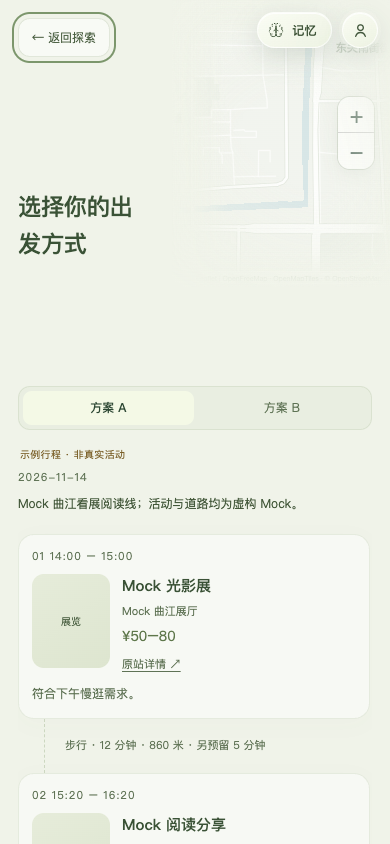 ← 返回探索
记忆
+
−
选择你的出
发方式
方案 A
方案 B
示例行程 · 非真实活动
2026-11-14
Mock 曲江看展阅读线；活动与道路均为虚构 Mock。
01 14:00 — 15:00
展览
Mock 光影展
Mock 曲江展厅
¥50—80
原站详情 ↗
符合下午慢逛需求。
步行 · 12 分钟 · 860 米 · 另预留 5 分钟
02 15:20 — 16:20
Mock 阅读分享